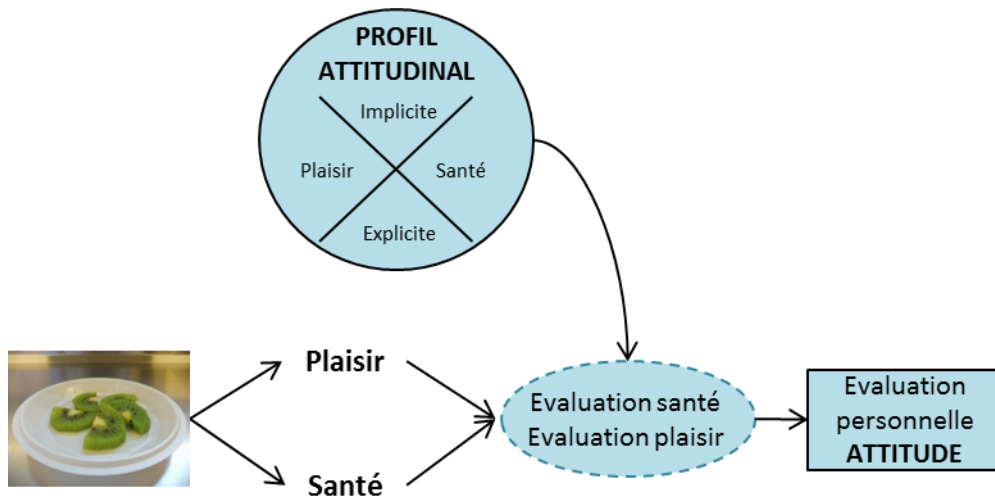 PROFIL
ATTITUDINAL
Implicite
Plaisir
Santé
Explicite
Plaisir
Santé
Evaluation santé
Evaluation plaisir
Evaluation
personnelle
ATTITUDE